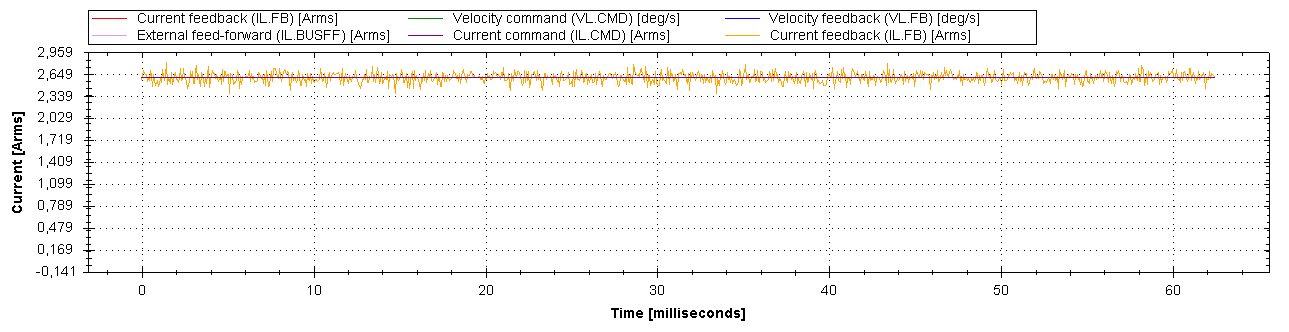 Current feedback (IL.FB) [Arms] Velocity command (VL.CMD) [deg/s] Velocity feedback (VL.FB) [deg/s]
External feed-forward (IL.BUSFF) [Arms] Current command (IL.CMD) [Arms] Current feedback (IL.FB) [Arms]
2,959
2,649
2,339
2,029
1,719
1,409
1,099
0,789
0,479
0,169
-0,141
Current [Arms]
0 10 20 30 40 50 60
Time [milliseconds]